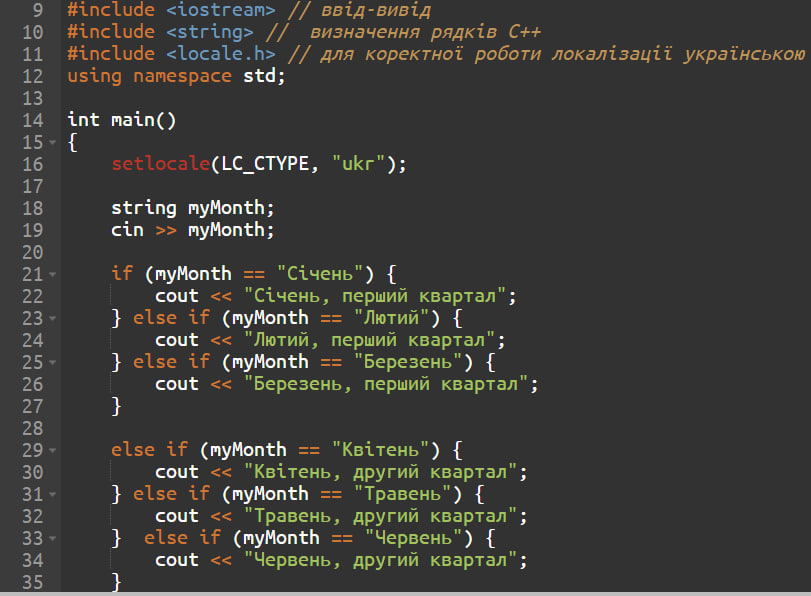 9 #include <iostream> // ввід-вивід
10 #include <string> //  визначення рядків C++
11 #include <locale.h> // для коректної роботи локалізації українською
12 using namespace std;
13
14 int main()
15 {
16     setlocale(LC_CTYPE, "ukr");
17
18     string myMonth;
19     cin >> myMonth;
20
21     if (myMonth == "Січень") {
22         cout << "Січень, перший квартал";
23     } else if (myMonth == "Лютий") {
24         cout << "Лютий, перший квартал";
25     } else if (myMonth == "Березень") {
26         cout << "Березень, перший квартал";
27     }
28
29     else if (myMonth == "Квітень") {
30         cout << "Квітень, другий квартал";
31     } else if (myMonth == "Травень") {
32         cout << "Травень, другий квартал";
33     }  else if (myMonth == "Червень") {
34         cout << "Червень, другий квартал";
35     }